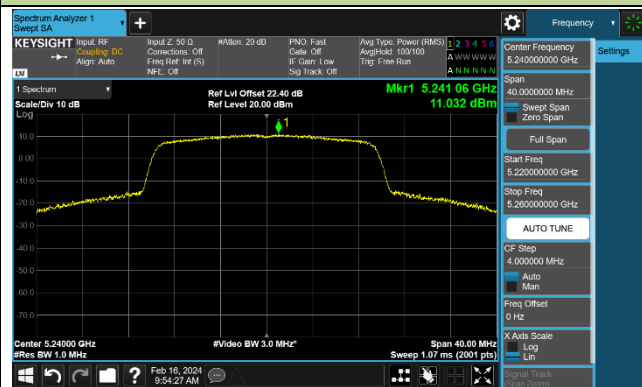 Spectrum Analyzer 1
Swept SA
Frequency
KEYSIGHT
Input: RF
Coupling: DC
Align: Auto
Input Z: 50 Ω
Corrections: Off
Freq Ref: Int (S)
NFE: Off
#Atten: 20 dB
PNO: Fast
Gate: Off
IF Gain: Low
Sig Track: Off
Avg Type: Power (RMS)
Avg|Hold: 100/100
Trig: Free Run
1 2 3 4 5 6
A W W W W W
A N N N N N
LXI
1 Spectrum
Scale/Div 10 dB
Log
Ref Lvl Offset 22.40 dB
Ref Level 20.00 dBm
Mkr1 5.241 06 GHz
11.032 dBm
1
10.0
0.00
-10.0
-20.0
-30.0
-40.0
-50.0
-60.0
-70.0
Center 5.24000 GHz
#Res BW 1.0 MHz
#Video BW 3.0 MHz*
Span 40.00 MHz
Sweep 1.07 ms (2001 pts)
Feb 16, 2024
9:54:27 AM
Center Frequency
5.240000000 GHz
Settings
Span
40.0000000 MHz
Swept Span
Zero Span
Full Span
Start Freq
5.220000000 GHz
Stop Freq
5.260000000 GHz
AUTO TUNE
CF Step
4.000000 MHz
Auto
Man
Freq Offset
0 Hz
X Axis Scale
Log
Lin
Signal Track
(Span Zoom)